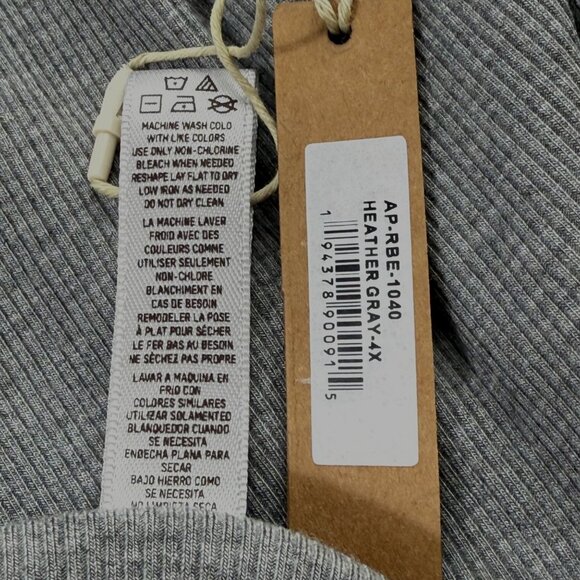 MACHINE WASH COLD
WITH LIKE COLORS
USE ONLY NON-CHLORINE
BLEACH WHEN NEEDED
RESHAPE LAY FLAT TO DRY
LOW IRON AS NEEDED
DO NOT DRY CLEAN
LA MACHINE LAVER
FROID AVEC DES
COULEURS COMME
UTILISER SEULEMENT
NON-CHLORE
BLANCHIMENT EN
CAS DE BESOIN
REMODELER LA POSE
À PLAT POUR SÉCHER
LE FER BAS AU BESOIN
NE SÉCHEZ PAS PROPRE
LAVAR A MAQUINA EN
FRIO CON
COLORES SIMILARES
UTILIZAR SOLAMENTED
BLANQUEDOR CUANDO
SE NECESITA
ENDECHA PLANA PARA
SECAR
BAJO HIERRO COMO
SE NECESITA
NO LIMPIEZA SECA
AP-RBE-1040
HEATHER GRAY-4X
1 94378 90091 5